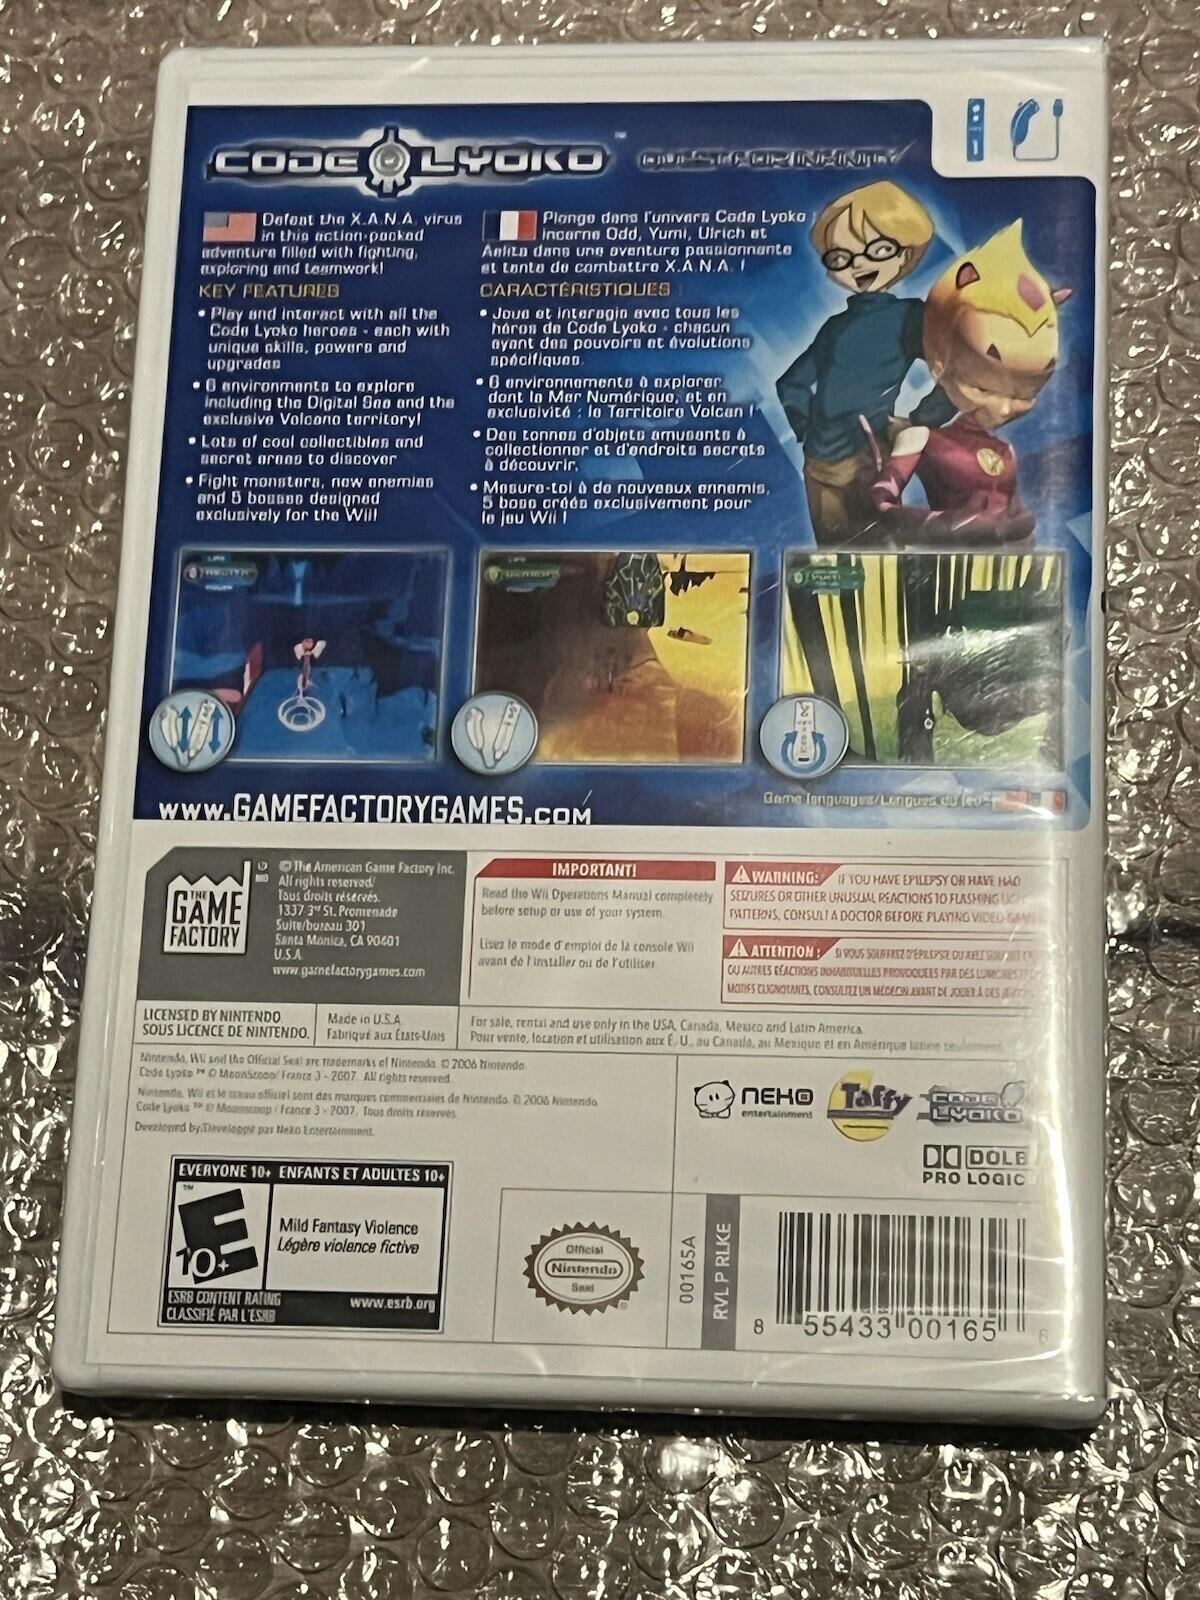 CODE LYOKO™ QUEST FOR INFINITY
1
Defeat the X.A.N.A. virus
in this action-packed
adventure filled with fighting,
exploring and teamwork!
KEY FEATURES
• Play and interact with all the
Code Lyoko heroes - each with
unique skills, powers and
upgrades
• 6 environments to explore
including the Digital Sea and the
exclusive Volcano territory!
• Lots of cool collectibles and
secret areas to discover
• Fight monsters, new enemies
and 5 bosses designed
exclusively for the Wii!
Plonge dans l'univers Code Lyoko !
Incarne Odd, Yumi, Ulrich et
Aelita dans une aventure passionnante
et tente de combattre X.A.N.A. !
CARACTÉRISTIQUES :
• Joue et interagis avec tous les
héros de Code Lyoko - chacun
ayant des pouvoirs et évolutions
spécifiques.
• 6 environnements à explorer
dont la Mer Numérique, et en
exclusivité : le Territoire Volcan !
• Des tonnes d'objets amusants à
collectionner et d'endroits secrets
à découvrir.
• Mesure-toi à de nouveaux ennemis,
5 boss créés exclusivement pour
le jeu Wii !
www.GAMEFACTORYGAMES.com
Game languages/Langues du jeu
THE
GAME
FACTORY
MD
© The American Game Factory Inc.
All rights reserved/
Tous droits réservés.
1337 3rd St. Promenade
Suite/bureau 301
Santa Monica, CA 90401
U.S.A.
www.gamefactorygames.com
IMPORTANT!
Read the Wii Operations Manual completely
before setup or use of your system.
Lisez le mode d'emploi de la console Wii
avant de l'installer ou de l'utiliser.
WARNING: IF YOU HAVE EPILEPSY OR HAVE HAD
SEIZURES OR OTHER UNUSUAL REACTIONS TO FLASHING
PATTERNS, CONSULT A DOCTOR BEFORE PLAYING VIDEO
ATTENTION : SI VOUS SOUFFREZ D'ÉPILEPSIE OU AVEZ
OU AUTRES RÉACTIONS INHABITUELLES PROVOQUÉES PAR DES LUMIÈRES
MOTIFS CLIGNOTANTS, CONSULTEZ UN MÉDECIN AVANT DE JOUER À DES
LICENSED BY NINTENDO.
SOUS LICENCE DE NINTENDO.
Made in U.S.A.
Fabriqué aux États-Unis
For sale, rental and use only in the USA, Canada, Mexico and Latin America.
Pour vente, location et utilisation aux É.-U., au Canada, au Mexique et en Amérique latine seulement
Nintendo, Wii and the Official Seal are trademarks of Nintendo. © 2006 Nintendo.
Code Lyoko ™ © MoonScoop/ France 3 - 2007. All rights reserved.
Nintendo, Wii et le sceau officiel sont des marques commerciales de Nintendo. © 2006 Nintendo.
Code Lyoko ™ © Moonscoop / France 3 - 2007. Tous droits réservés.
Developed by/Développé par Neko Entertainment.
NEKO
entertainment
Taffy
CODE
LYOKO
DOLB
PRO LOGIC
EVERYONE 10+ ENFANTS ET ADULTES 10+
™
E
10+
Mild Fantasy Violence
Légère violence fictive
ESRB CONTENT RATING www.esrb.org
CLASSIFIÉ PAR L'ESRB
Official
Nintendo
Seal
00165A
RVL P RLKE
8 55433 00165 6